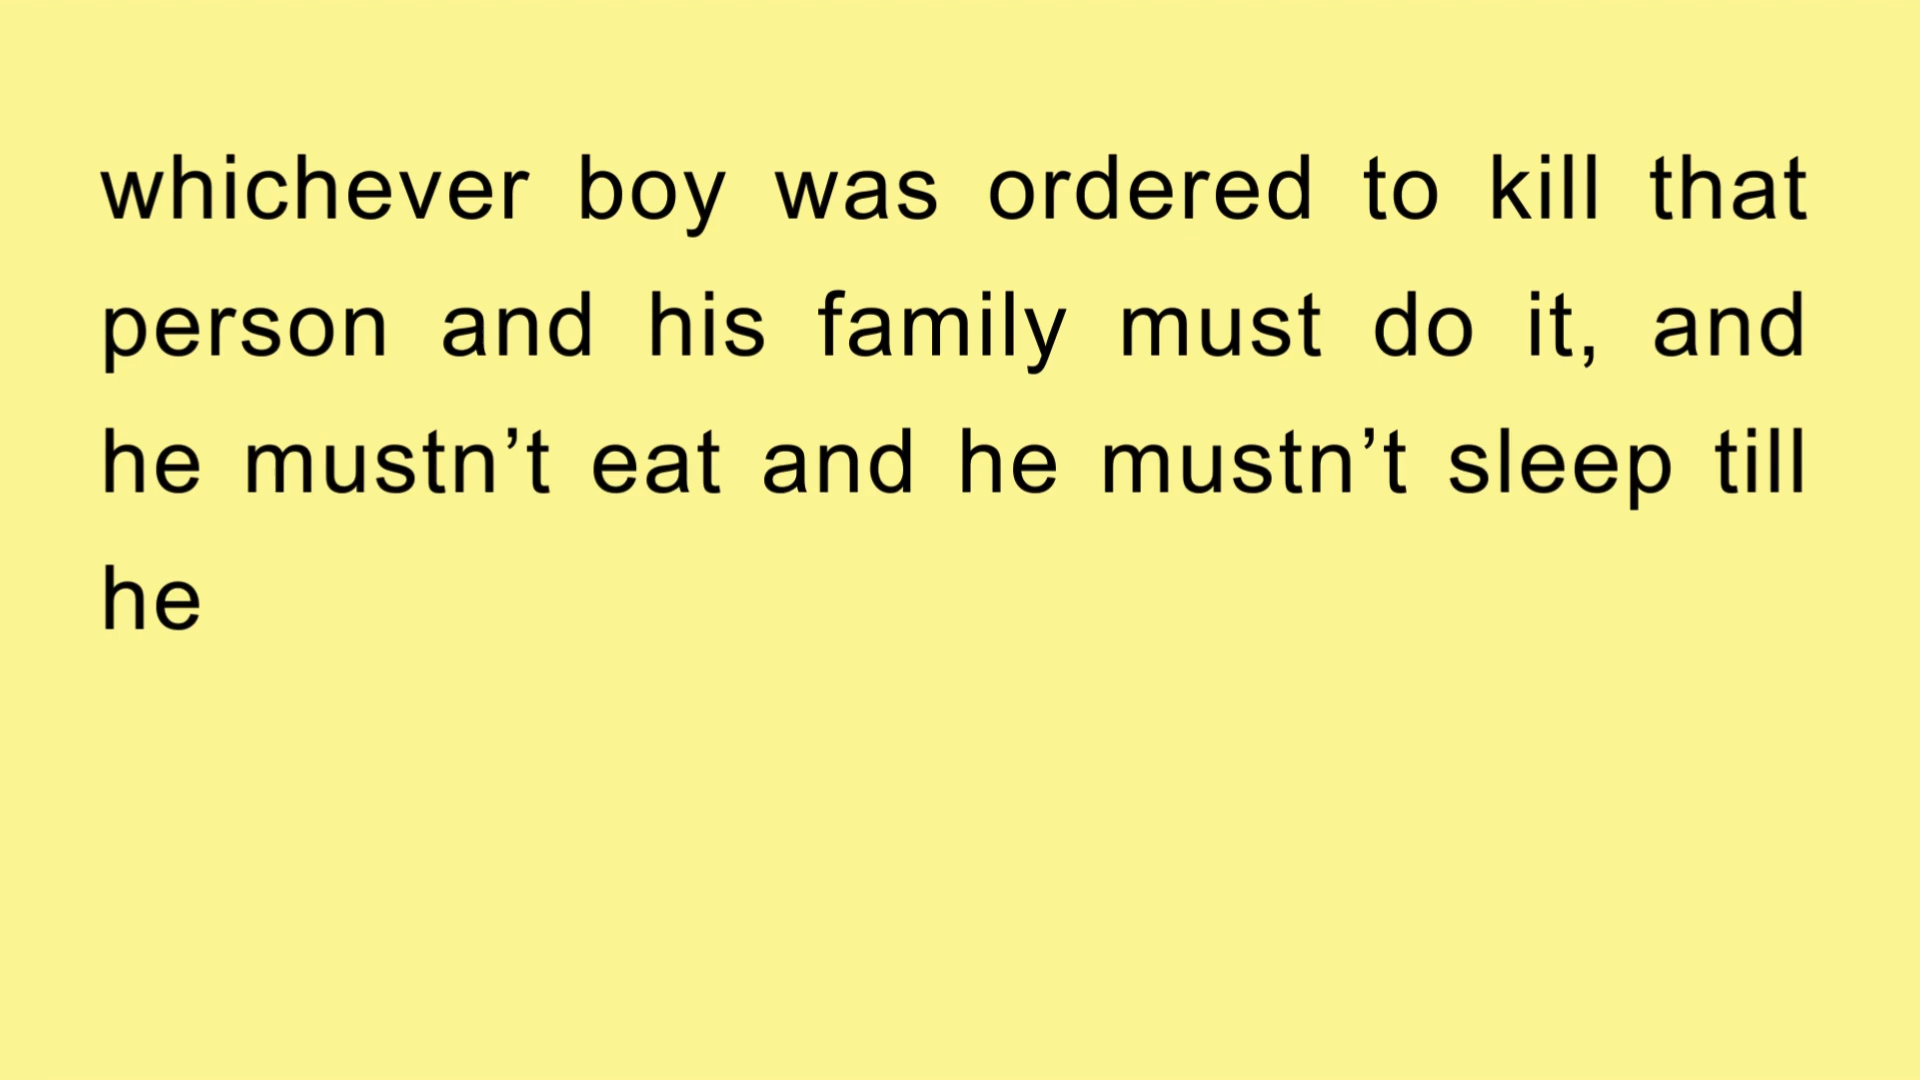 whichever boy was ordered to kill that
person and his family must do it, and
he mustn’t eat and he mustn’t sleep till
he